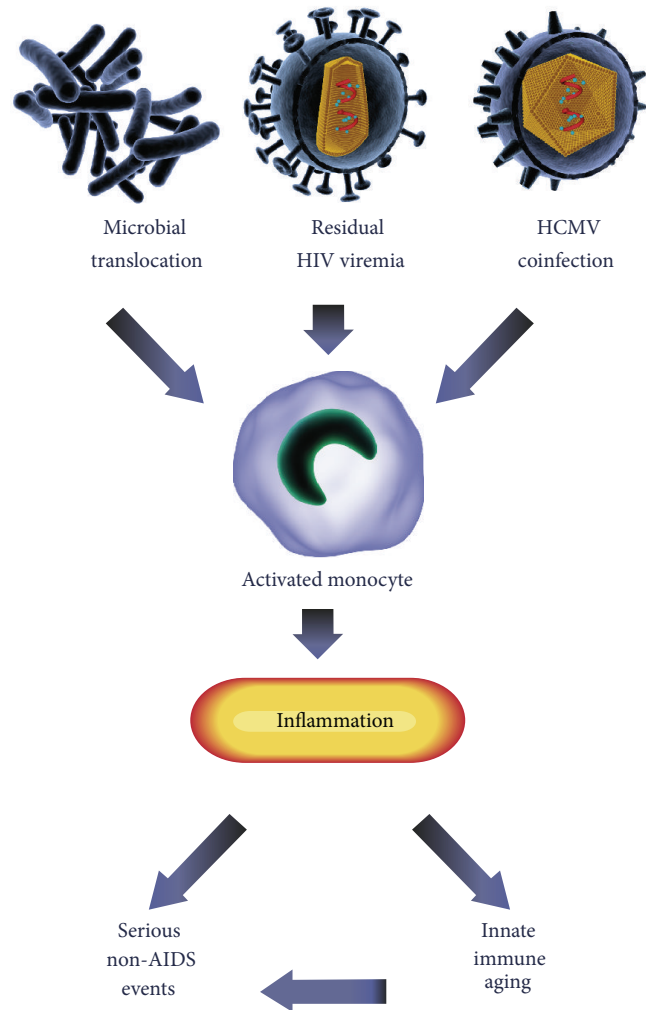 Microbial
translocation
Residual
HIV viremia
HCMV
coinfection
Activated monocyte
Inflammation
Serious
non-AIDS
events
Innate
immune
aging